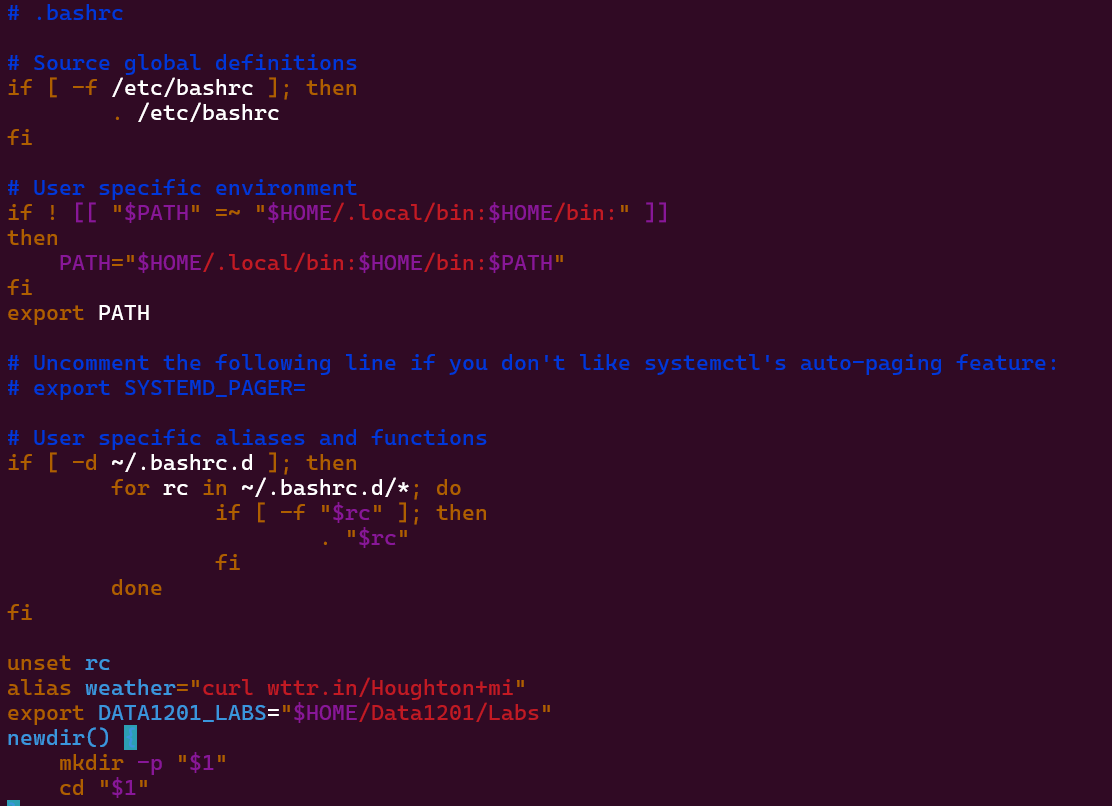 # .bashrc

# Source global definitions
if [ -f /etc/bashrc ]; then
        . /etc/bashrc
fi

# User specific environment
if ! [[ "$PATH" =~ "$HOME/.local/bin:$HOME/bin:" ]]
then
    PATH="$HOME/.local/bin:$HOME/bin:$PATH"
fi
export PATH

# Uncomment the following line if you don't like systemctl's auto-paging feature:
# export SYSTEMD_PAGER=

# User specific aliases and functions
if [ -d ~/.bashrc.d ]; then
        for rc in ~/.bashrc.d/*; do
                if [ -f "$rc" ]; then
                        . "$rc"
                fi
        done
fi

unset rc
alias weather="curl wttr.in/Houghton+mi"
export DATA1201_LABS="$HOME/Data1201/Labs"
newdir()
    mkdir -p "$1"
    cd "$1"